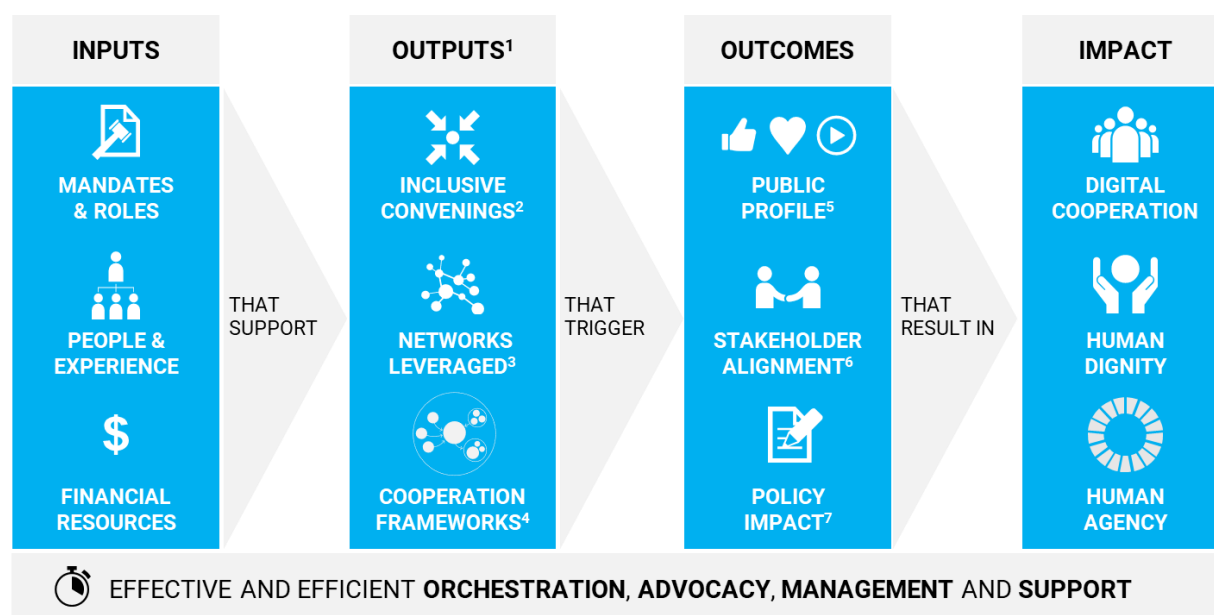 INPUTS
MANDATES
& ROLES
PEOPLE &
EXPERIENCE
$
FINANCIAL
RESOURCES
THAT
SUPPORT
OUTPUTS¹
INCLUSIVE
CONVENINGS²
NETWORKS
LEVERAGED³
COOPERATION
FRAMEWORKS⁴
THAT
TRIGGER
OUTCOMES
PUBLIC
PROFILE⁵
STAKEHOLDER
ALIGNMENT⁶
POLICY
IMPACT⁷
THAT
RESULT IN
IMPACT
DIGITAL
COOPERATION
HUMAN
DIGNITY
HUMAN
AGENCY
EFFECTIVE AND EFFICIENT ORCHESTRATION, ADVOCACY, MANAGEMENT AND SUPPORT